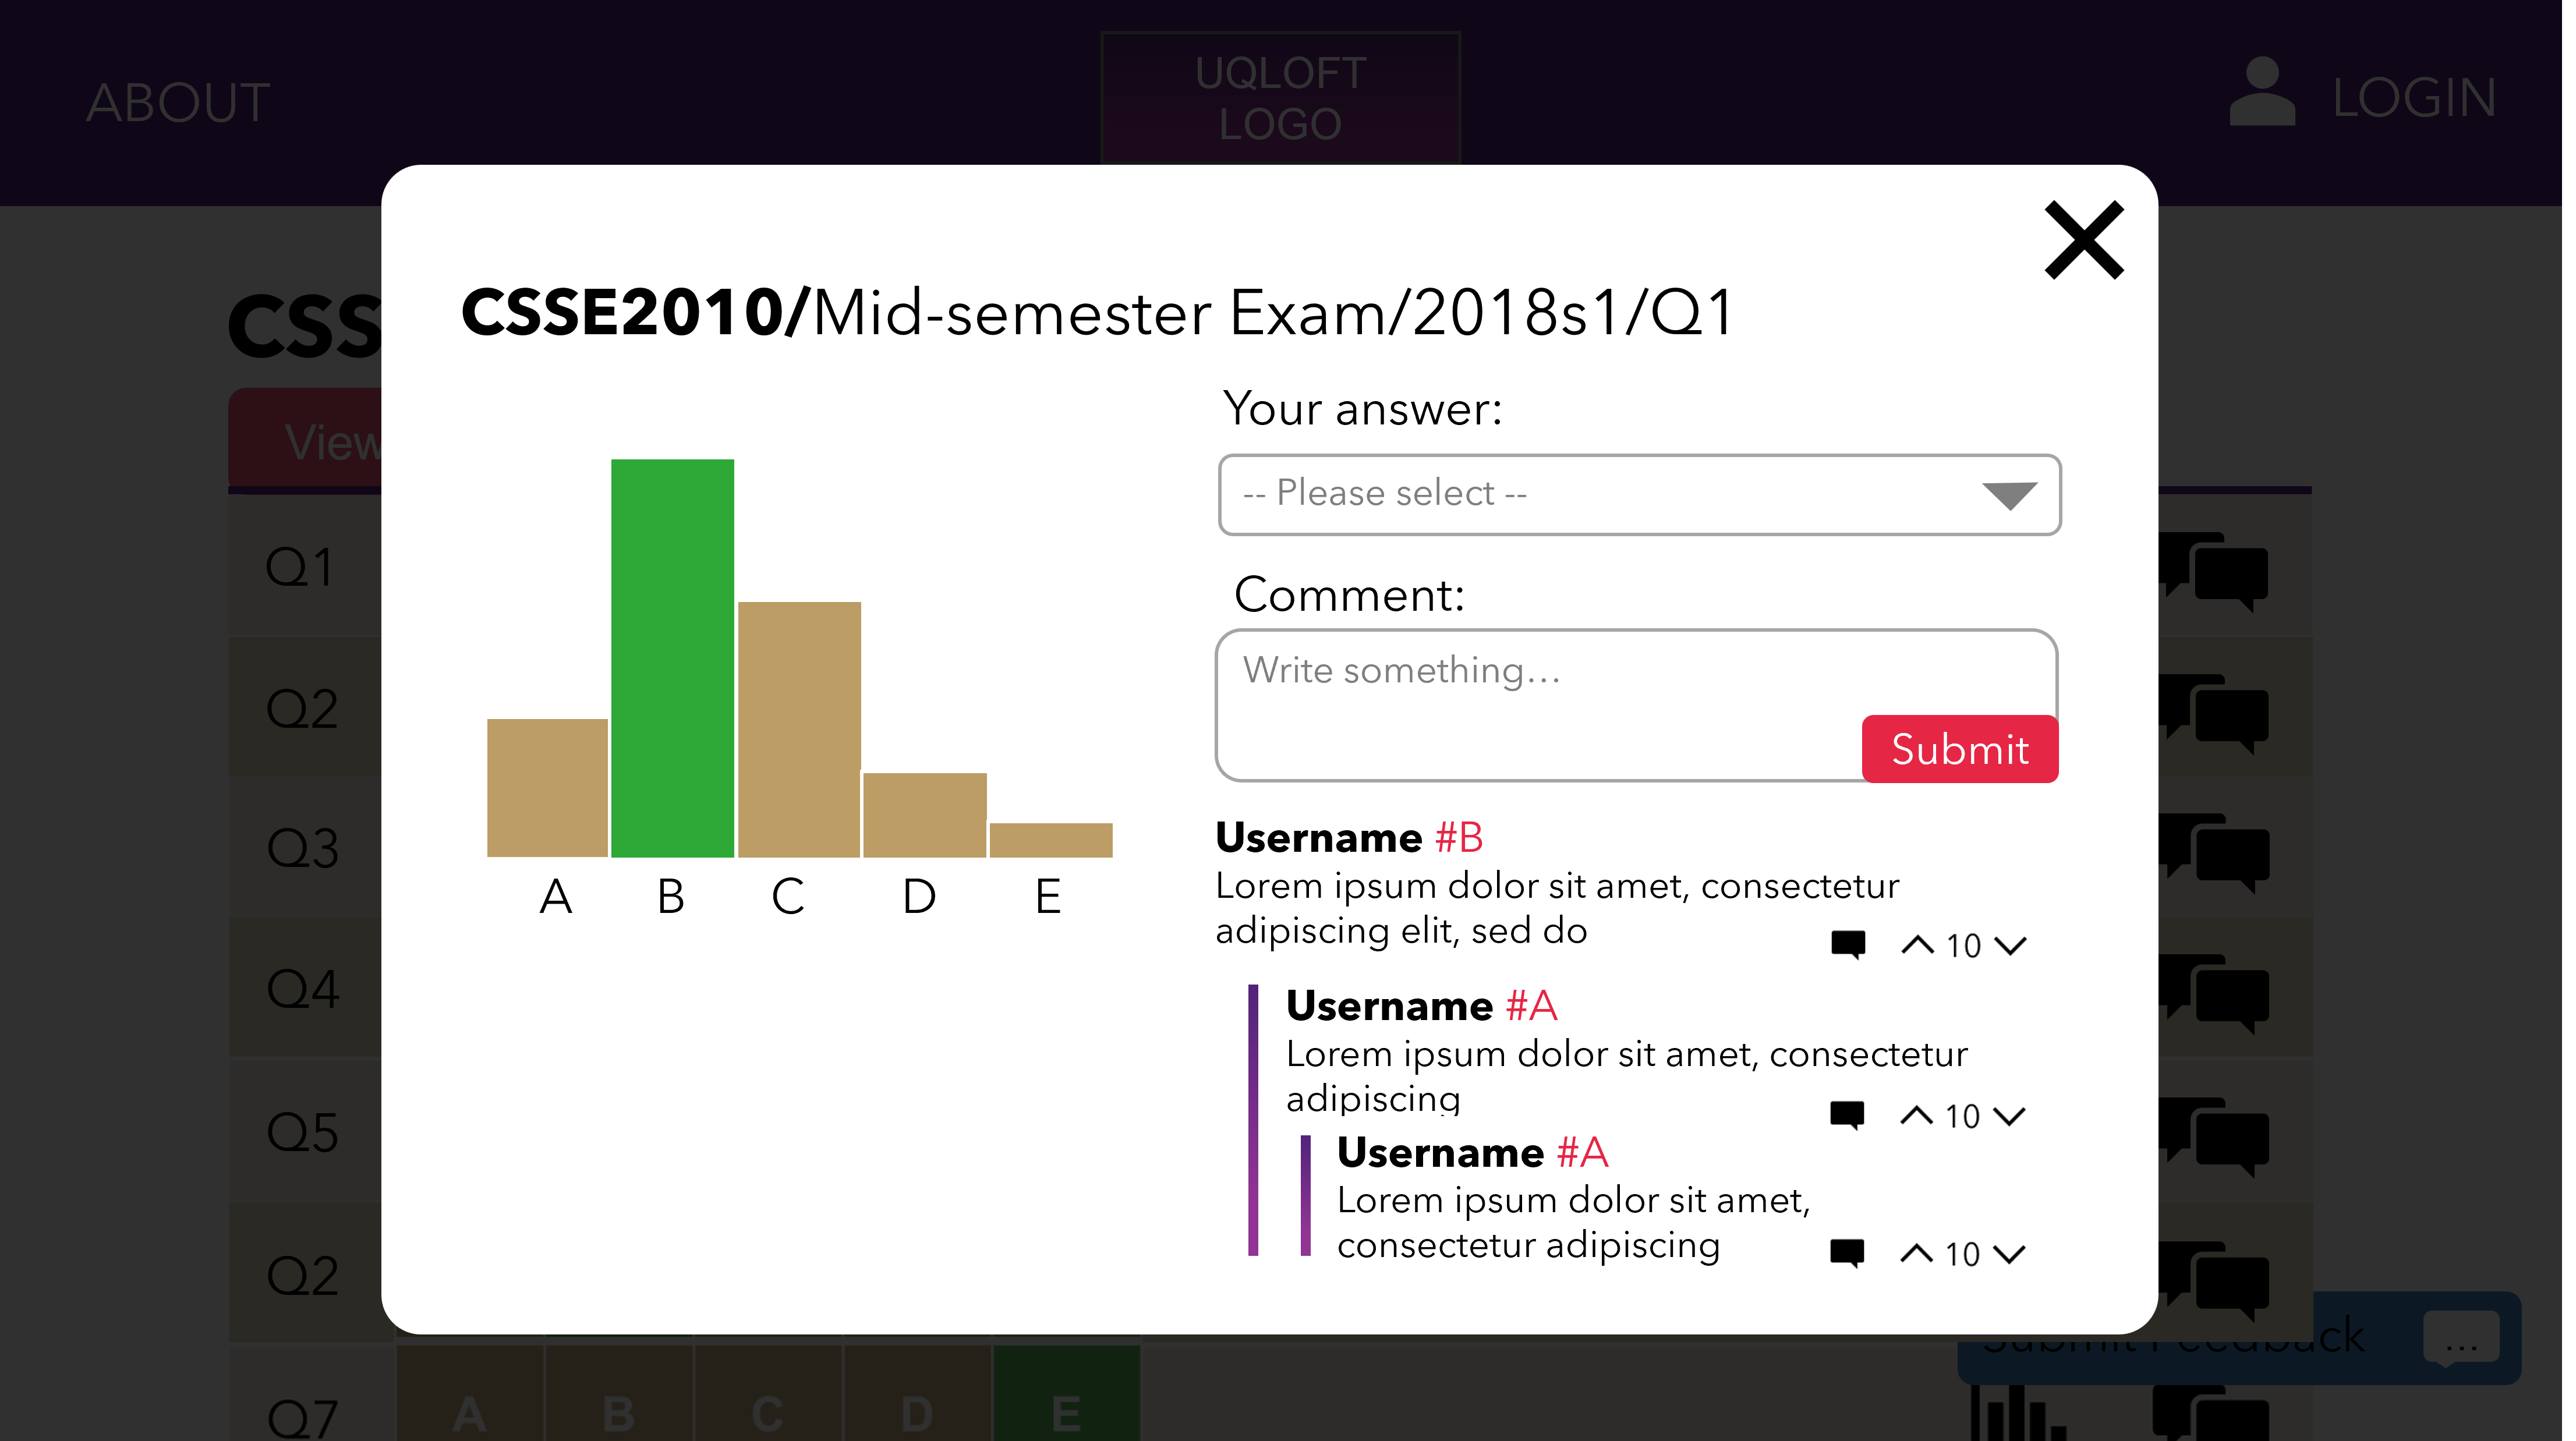 ABOUT
UQLOFT
LOGO
LOGIN
CSS
View
CSSE2010/Mid-semester Exam/2018s1/Q1
Your answer:
-- Please select --
Comment:
Write something...
Submit
A B C D E
Username #B
Lorem ipsum dolor sit amet, consectetur
adipiscing elit, sed do
10
Username #A
Lorem ipsum dolor sit amet, consectetur
adipiscing
10
Username #A
Lorem ipsum dolor sit amet,
consectetur adipiscing
10
Q1
Q2
Q3
Q4
Q5
Q2
Q7
A B C D E
Submit Feedback
...